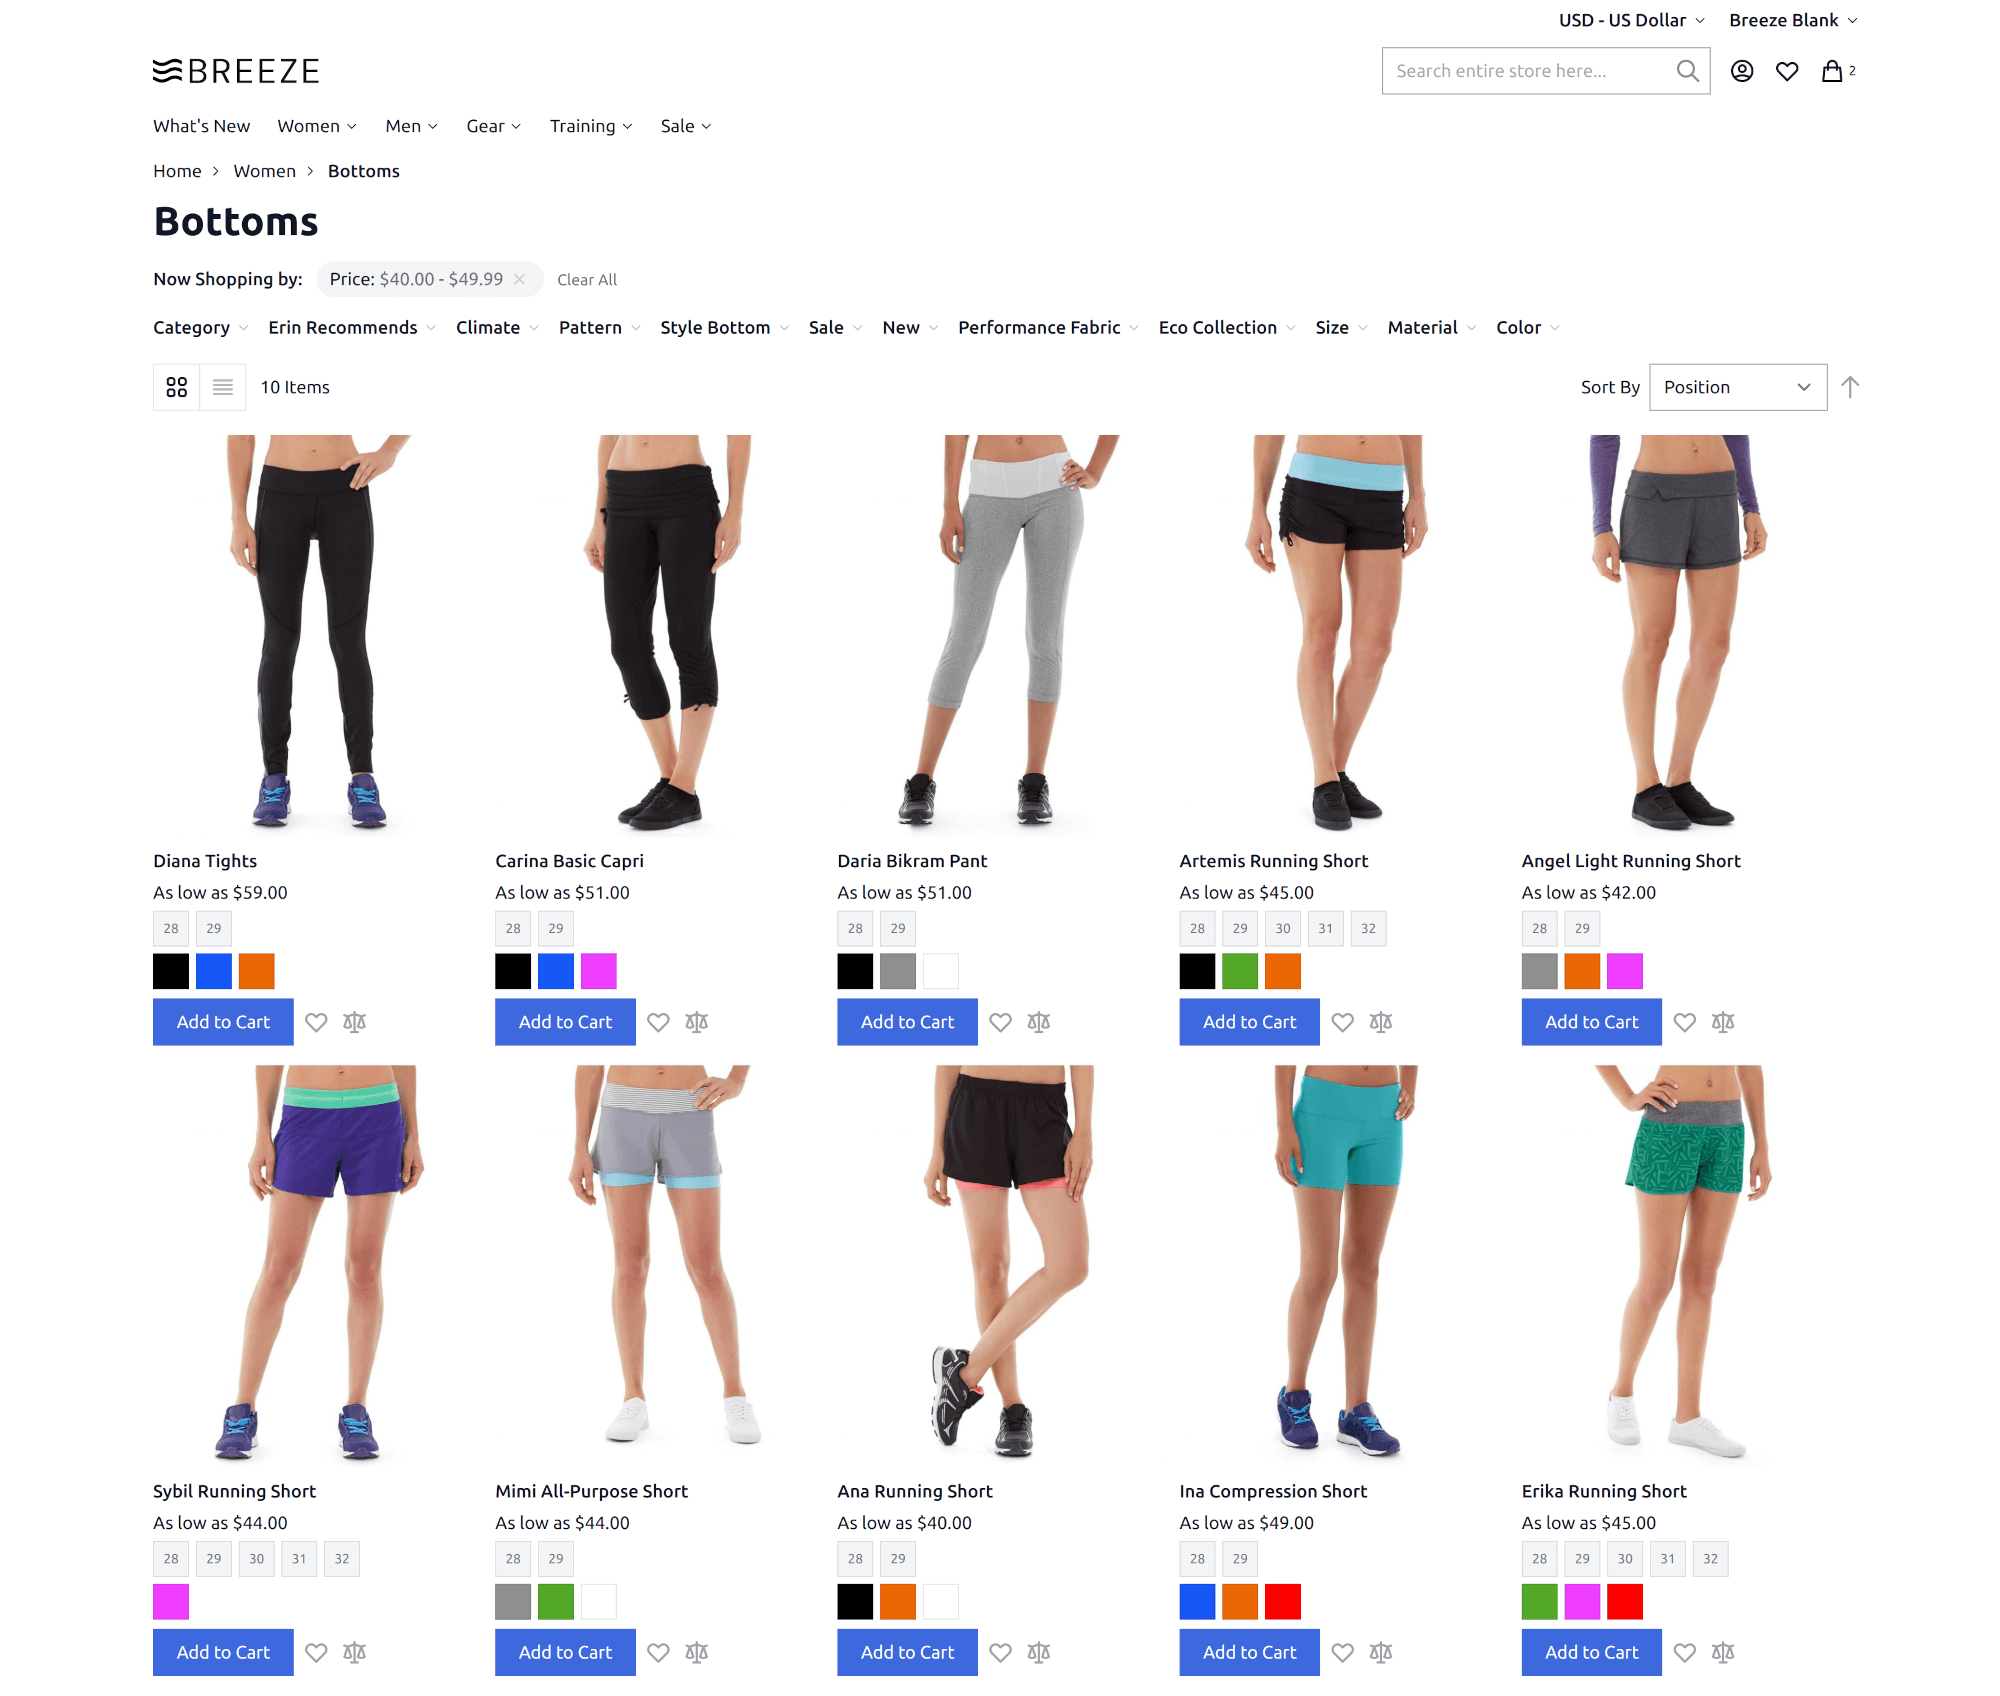 USD - US Dollar Breeze Blank
BREEZE
Search entire store here...
2
What's New Women Men Gear Training Sale
Home Women Bottoms
Bottoms
Now Shopping by: Price: $40.00 - $49.99 Clear All
Category Erin Recommends Climate Pattern Style Bottom Sale New Performance Fabric Eco Collection Size Material Color
10 Items
Sort By Position
Diana Tights Carina Basic Capri Daria Bikram Pant Artemis Running Short Angel Light Running Short
As low as $59.00 As low as $51.00 As low as $51.00 As low as $45.00 As low as $42.00
28 29 28 29 28 29 28 29 30 31 32 28 29
Add to Cart Add to Cart Add to Cart Add to Cart Add to Cart
Sybil Running Short Mimi All-Purpose Short Ana Running Short Ina Compression Short Erika Running Short
As low as $44.00 As low as $44.00 As low as $40.00 As low as $49.00 As low as $45.00
28 29 30 31 32 28 29 28 29 28 29 28 29 30 31 32
Add to Cart Add to Cart Add to Cart Add to Cart Add to Cart